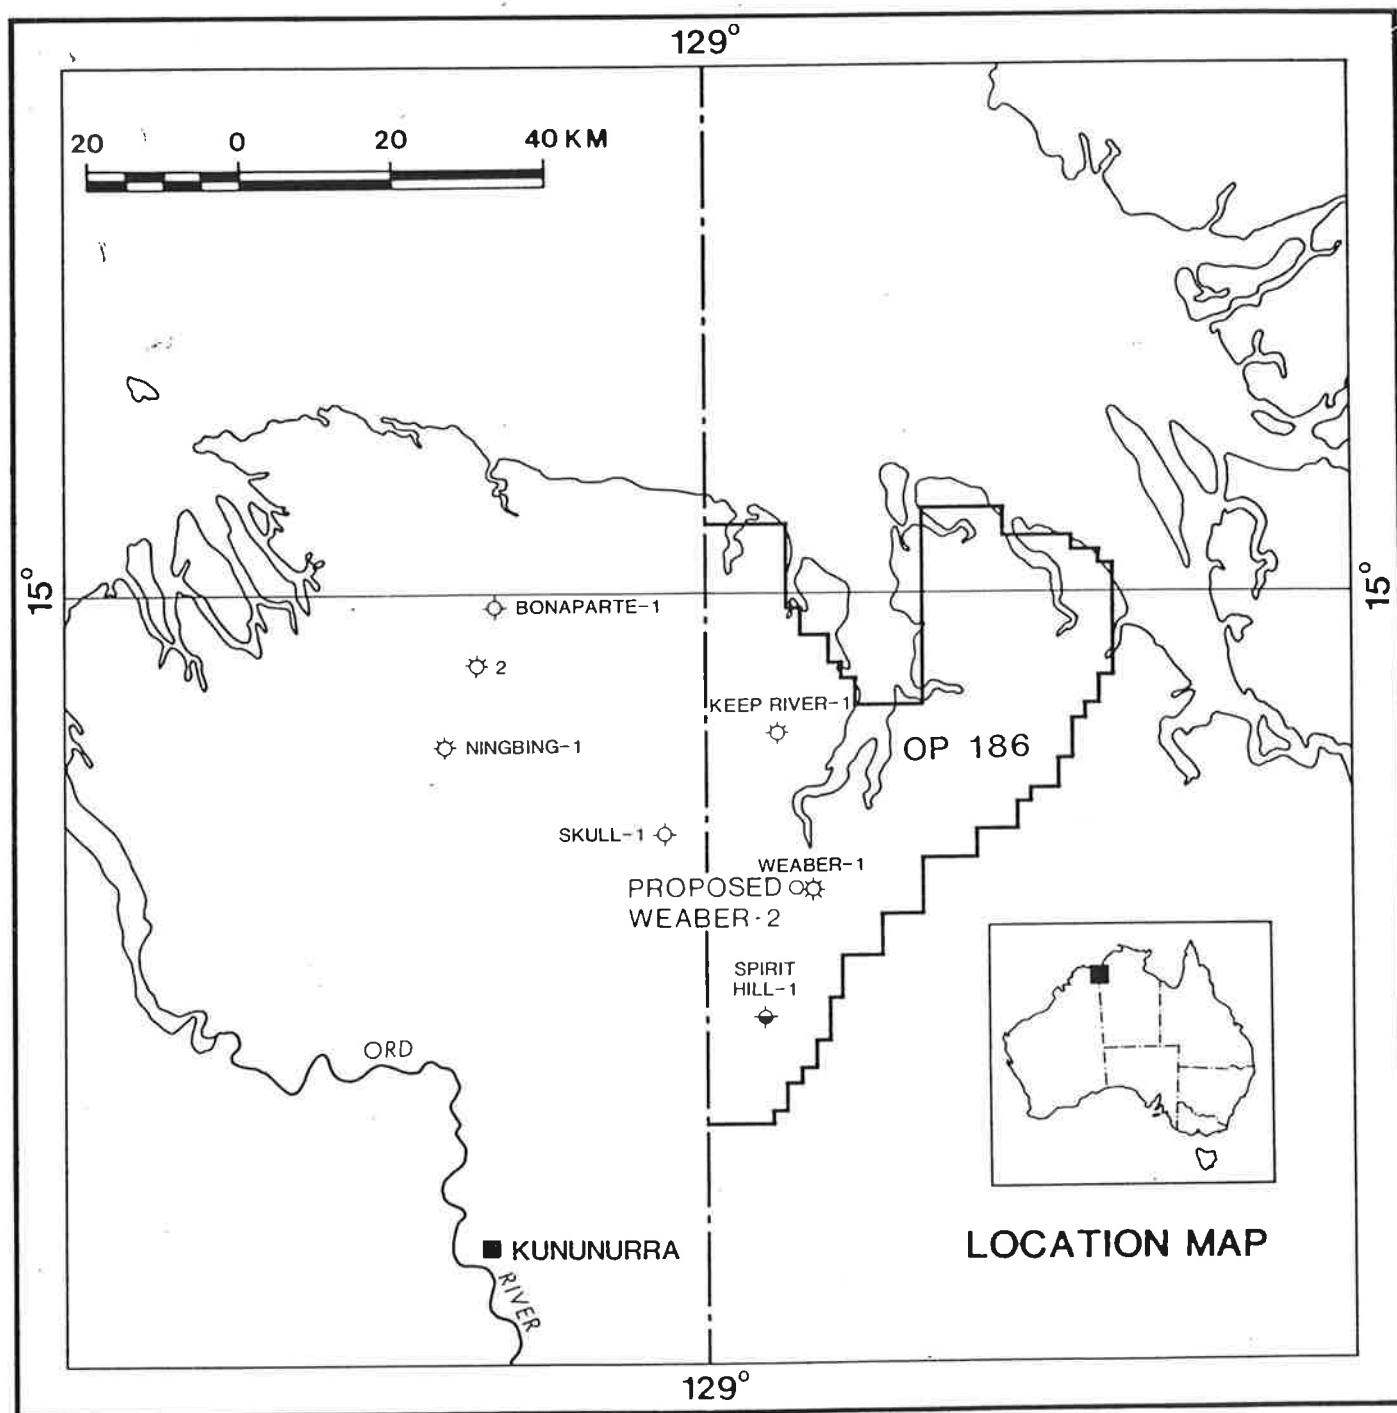 129°
20 0 20 40 KM
15°
15°
BONAPARTE-1
2
KEEP RIVER-1
NINGBING-1
OP 186
SKULL-1
WEABER-1
PROPOSED
WEABER-2
SPIRIT
HILL-1
ORD
KUNUNURRA
RIVER
LOCATION MAP
129°